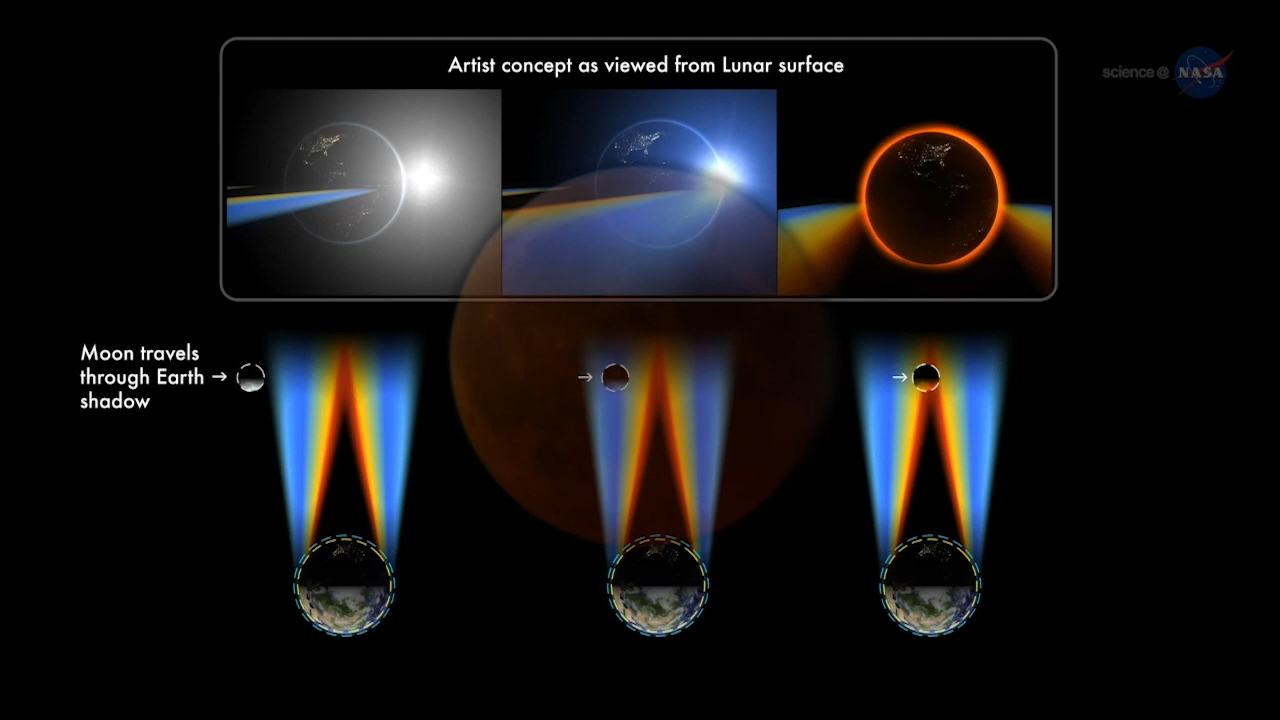 Artist concept as viewed from Lunar surface
science@ NASA
Moon travels
through Earth →
shadow
→
→